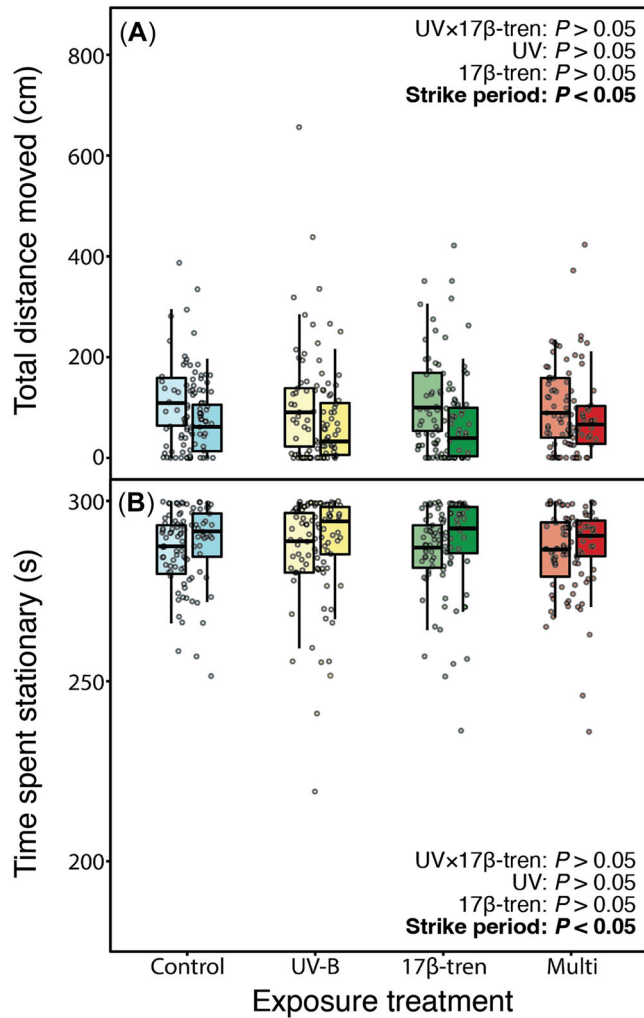 (A)
UV×17β-tren: P > 0.05
UV: P > 0.05
17β-tren: P > 0.05
Strike period: P < 0.05
Total distance moved (cm)
800
600
400
200
0
(B)
Time spent stationary (s)
300
250
200
UV×17β-tren: P > 0.05
UV: P > 0.05
17β-tren: P > 0.05
Strike period: P < 0.05
Control UV-B 17β-tren Multi
Exposure treatment